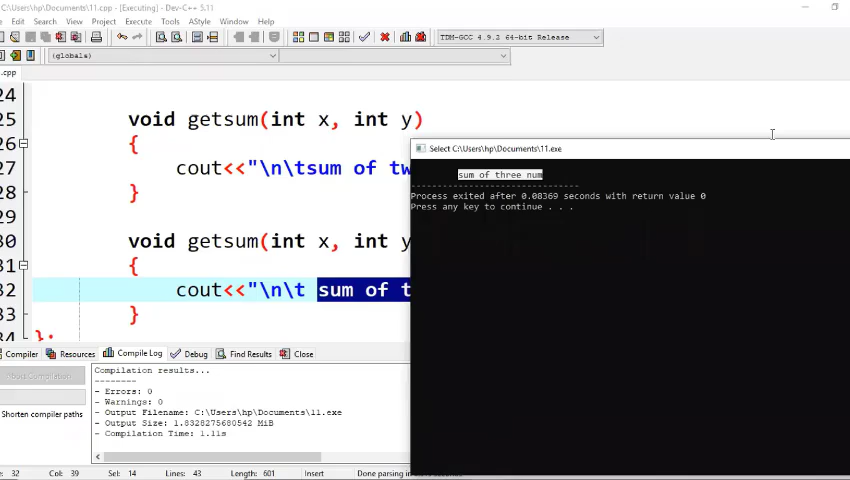 C:\Users\hp\Documents\11.cpp - [Executing] - Dev-C++ 5.11
Edit Search View Project Execute Tools AStyle Window Help
TDM-GCC 4.9.2 64-bit Release
(globals)
.cpp
24
25 void getsum(int x, int y)
26 {
27 cout<<"\n\tsum of tw
28 }
29
30 void getsum(int x, int y
31 {
32 cout<<"\n\t sum of t
33 }
34 };
Select C:\Users\hp\Documents\11.exe
sum of three num
--------------------------------
Process exited after 0.08369 seconds with return value 0
Press any key to continue . . .
Compiler Resources Compile Log Debug Find Results Close
Abort Compilation
Shorten compiler paths
Compilation results...
--------
- Errors: 0
- Warnings: 0
- Output Filename: C:\Users\hp\Documents\11.exe
- Output Size: 1.8328275680542 MiB
- Compilation Time: 1.11s
32 Col: 39 Sel: 14 Lines: 43 Length: 601 Insert Done parsing in